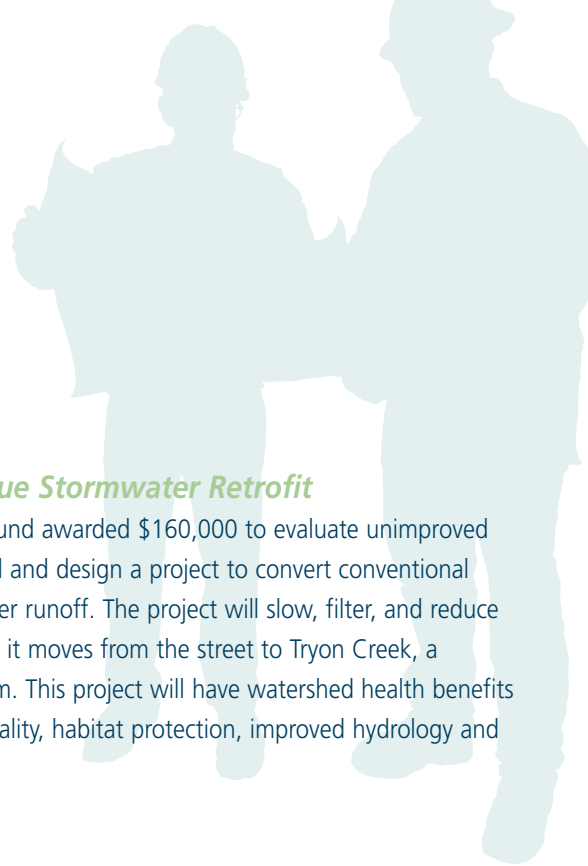 ue Stormwater Retrofit
und awarded $160,000 to evaluate unimproved
and design a project to convert conventional
er runoff. The project will slow, filter, and reduce
it moves from the street to Tryon Creek, a
m. This project will have watershed health benefits
ality, habitat protection, improved hydrology and